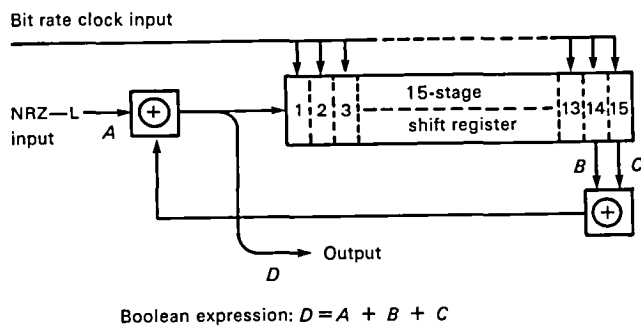 Bit rate clock input
NRZ—L
input
A
⊕
1 2 3
15-stage
shift register
13 14 15
B
C
⊕
Output
D
Boolean expression: D = A + B + C